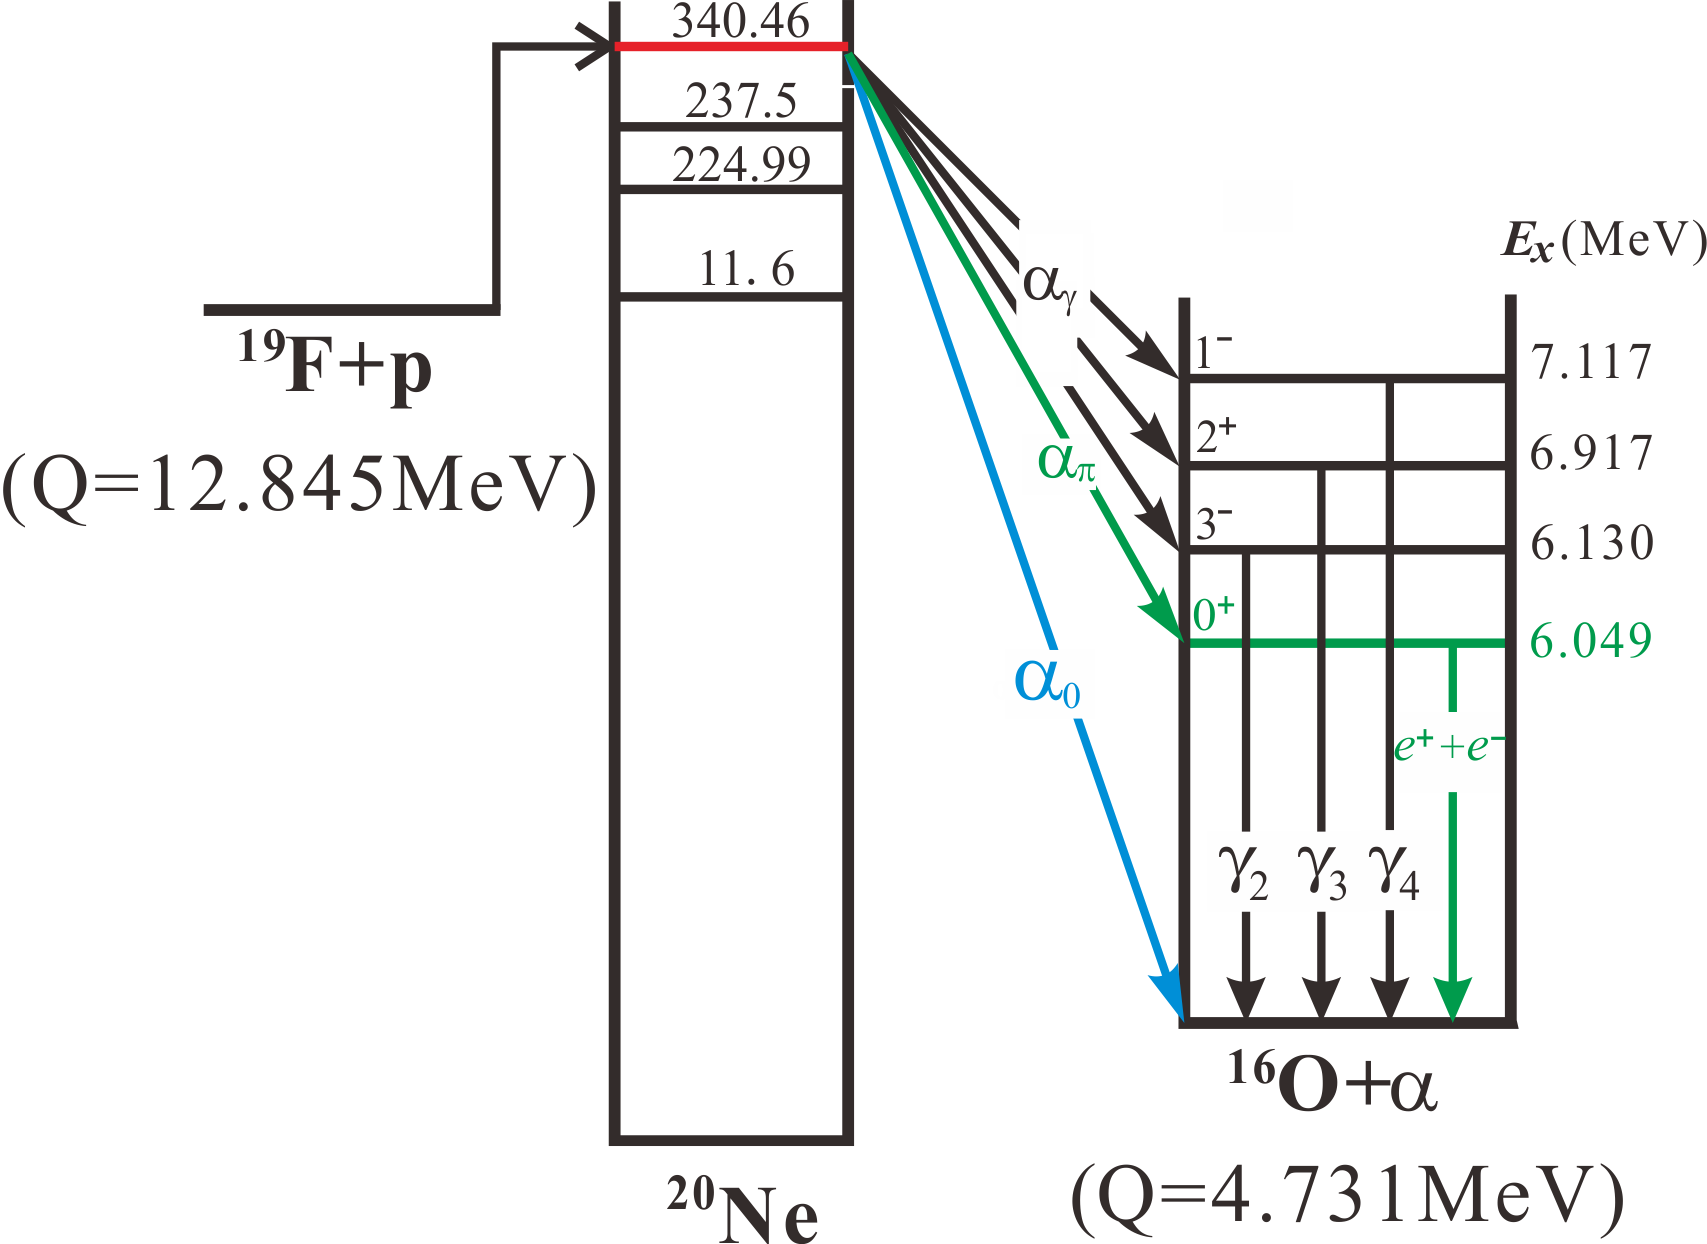 340.46
237.5
224.99
11.6
¹⁹F+p
(Q=12.845MeV)
²⁰Ne
αγ
απ
α₀
Eₓ(MeV)
1⁻ 7.117
2⁺ 6.917
3⁻ 6.130
0⁺ 6.049
e⁺+e⁻
γ₂ γ₃ γ₄
¹⁶O+α
(Q=4.731MeV)